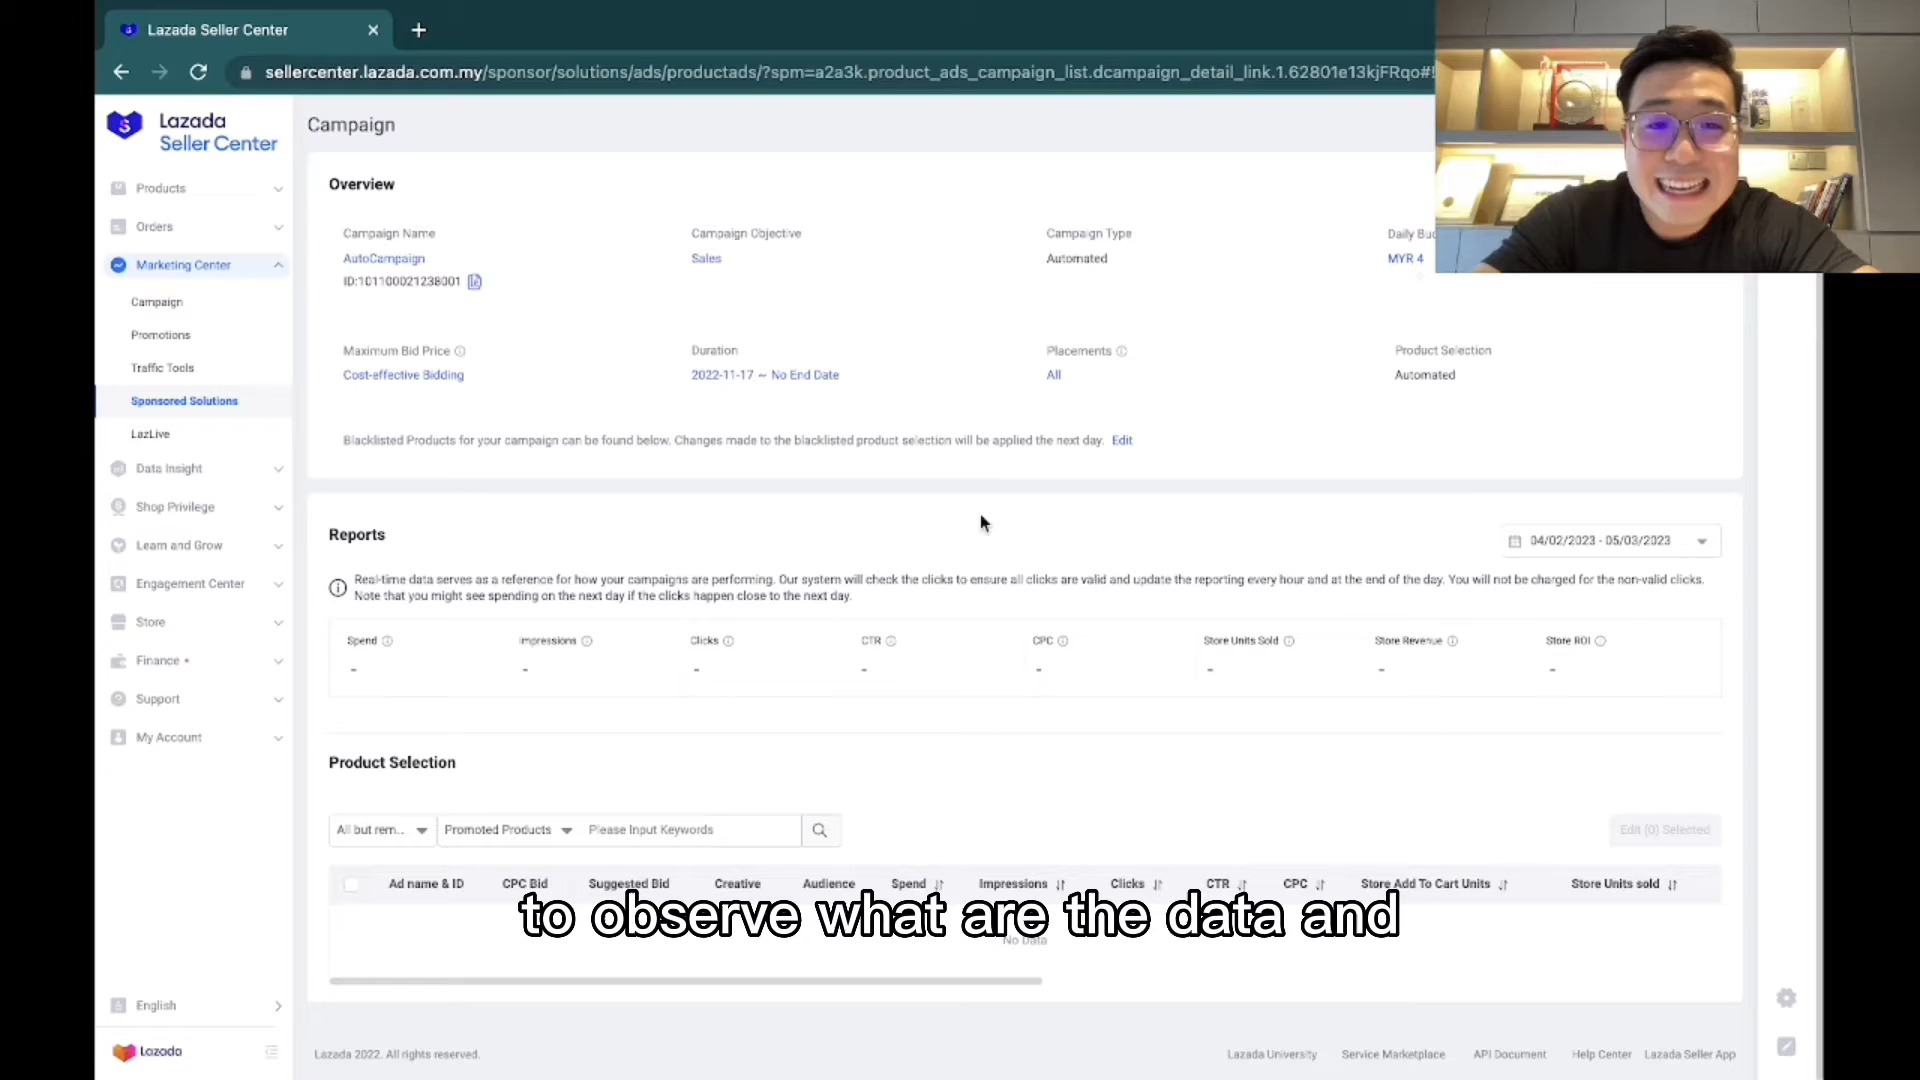 Lazada Seller Center
sellercenter.lazada.com.my/sponsor/solutions/ads/productads/?spm=a2a3k.product_ads_campaign_list.dcampaign_detail_link.1.62801e13kjFRqo#!
Lazada
Seller Center
Products
Orders
Marketing Center
Campaign
Promotions
Traffic Tools
Sponsored Solutions
LazLive
Data Insight
Shop Privilege
Learn and Grow
Engagement Center
Store
Finance
Support
My Account
English
Lazada
Campaign
Overview
Campaign Name
AutoCampaign
ID:101100021238001
Campaign Objective
Sales
Campaign Type
Automated
Daily
MYR 4
Maximum Bid Price
Cost-effective Bidding
Duration
2022-11-17 ~ No End Date
Placements
All
Product Selection
Automated
Blacklisted Products for your campaign can be found below. Changes made to the blacklisted product selection will be applied the next day. Edit
Reports
04/02/2023 - 05/03/2023
Real-time data serves as a reference for how your campaigns are performing. Our system will check the clicks to ensure all clicks are valid and update the reporting every hour and at the end of the day. You will not be charged for the non-valid clicks.
Note that you might see spending on the next day if the clicks happen close to the next day.
Spend Impressions Clicks CTR CPC Store Units Sold Store Revenue Store ROI
- - - - - - - -
Product Selection
All but rem... Promoted Products Please Input Keywords
Edit (0) Selected
Ad name & ID CPC Bid Suggested Bid Creative Audience Spend Impressions Clicks CTR CPC Store Add To Cart Units Store Units sold
to observe what are the data and
No Data
Lazada 2022. All rights reserved.
Lazada University Service Marketplace API Document Help Center Lazada Seller App